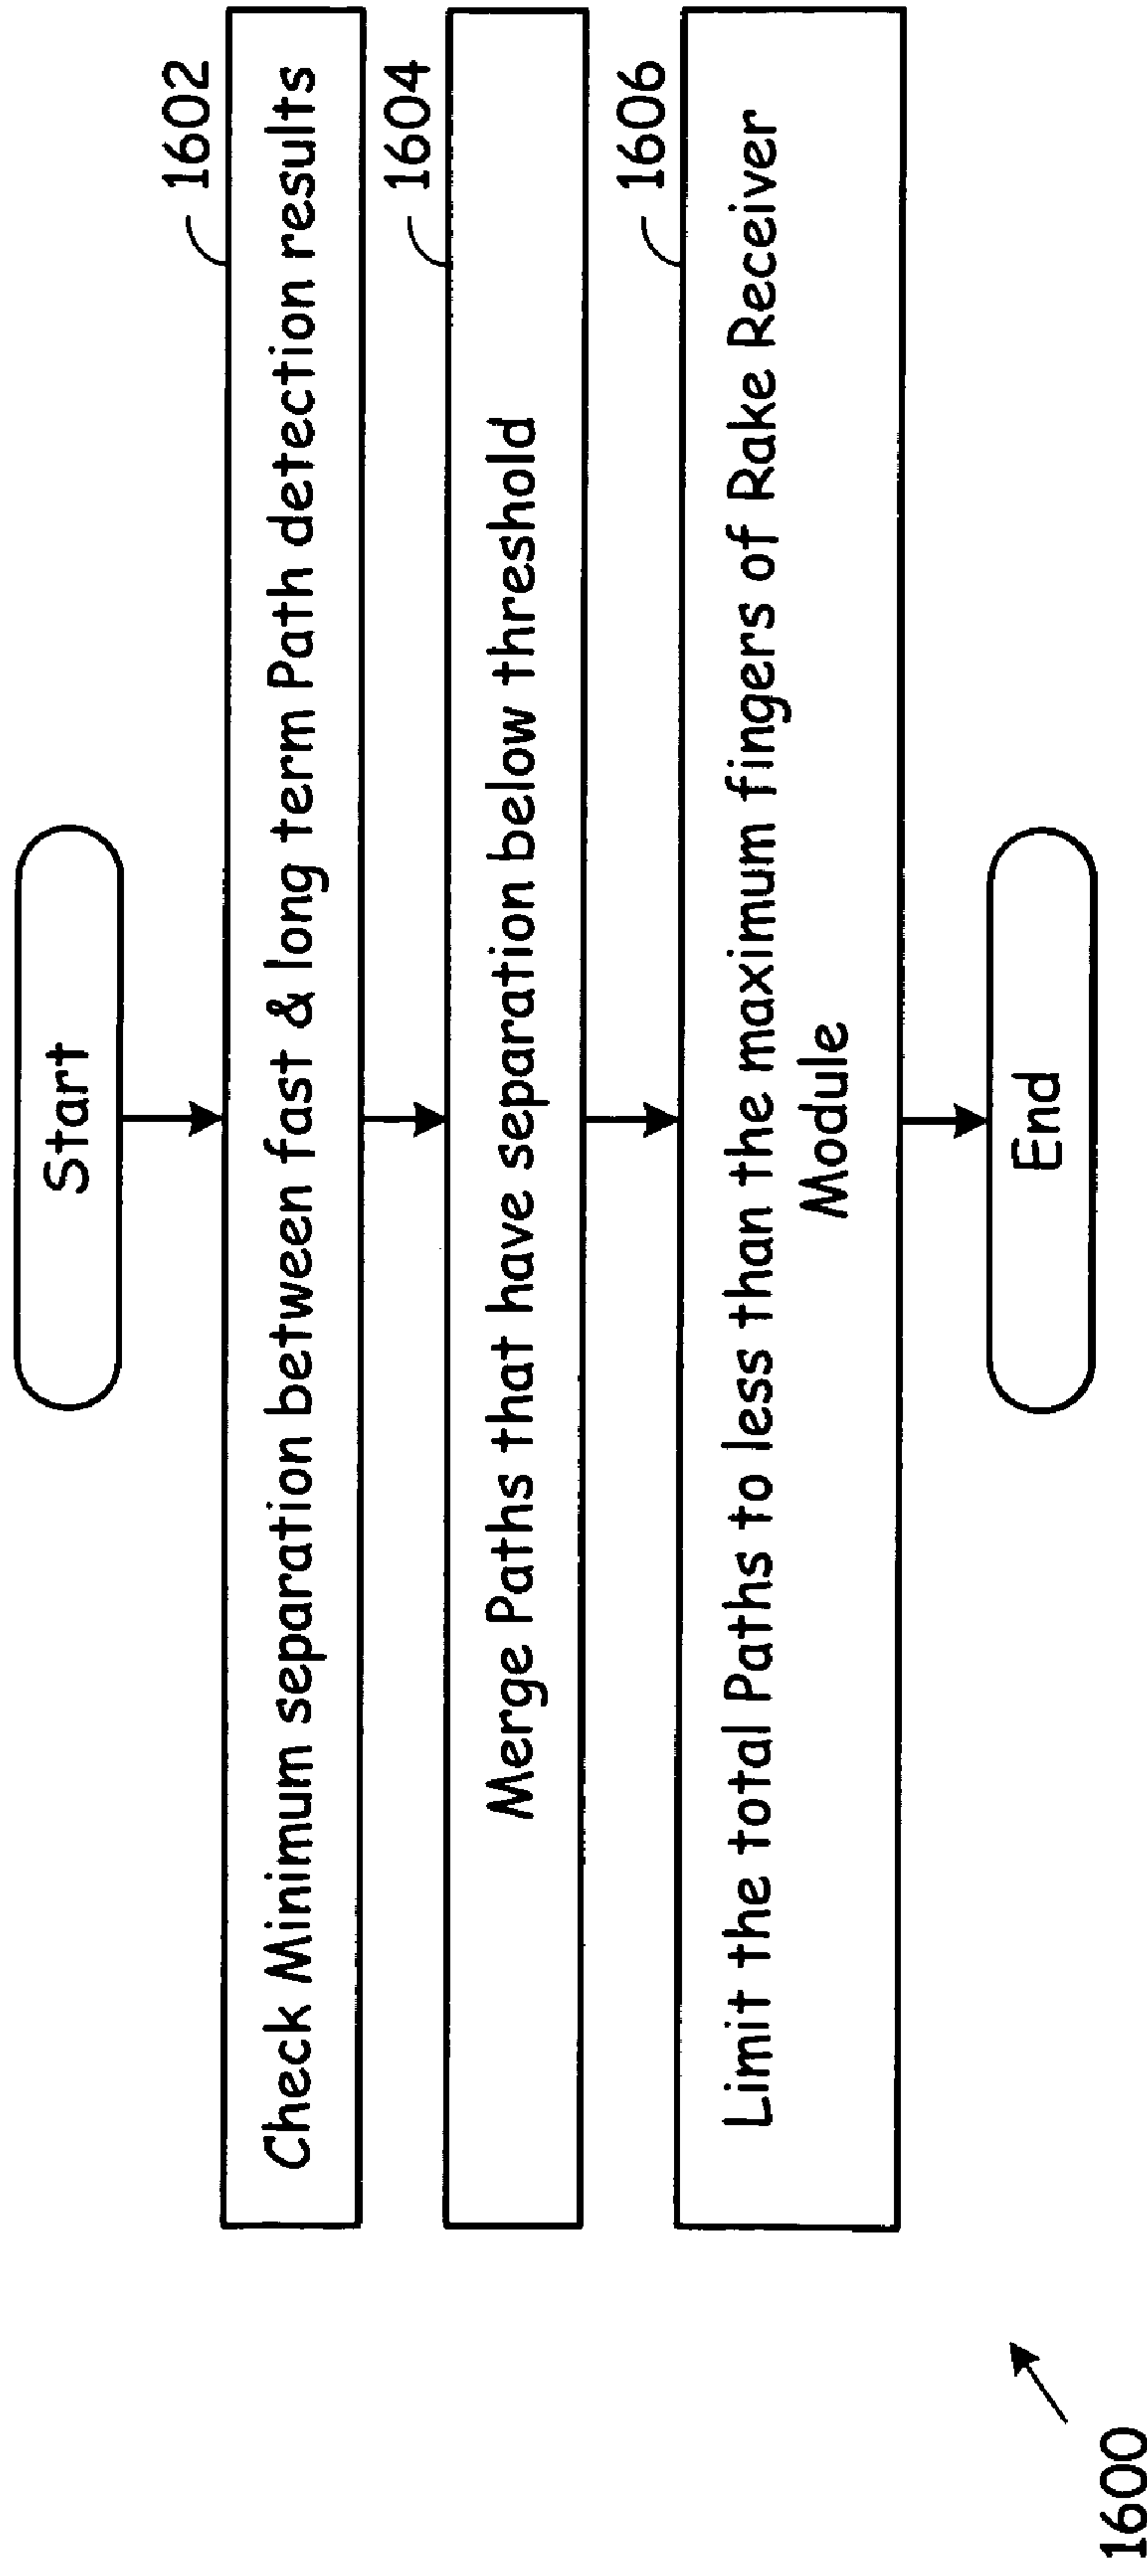 Start
1602
Check Minimum separation between fast & long term Path detection results
1604
Merge Paths that have separation below threshold
1606
Limit the total Paths to less than the maximum fingers of Rake Receiver
Module
End
1600